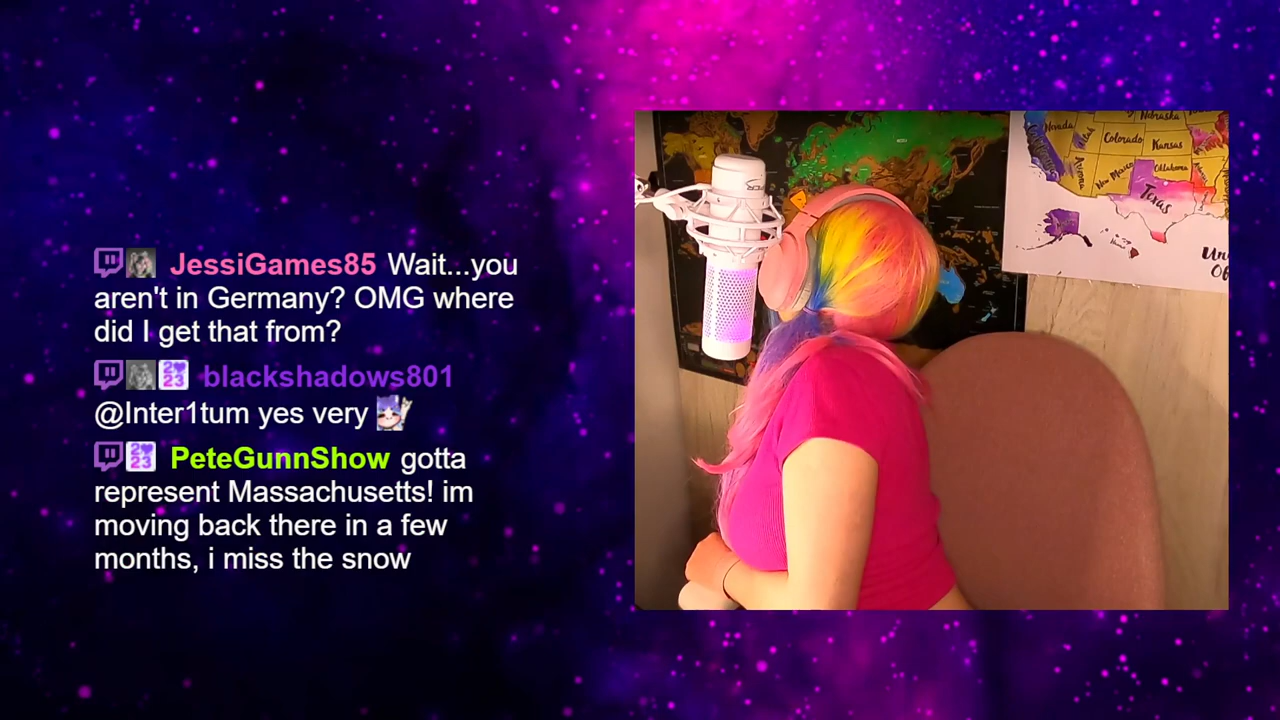 JessiGames85 Wait...you
aren't in Germany? OMG where
did I get that from?
blackshadows801
@Inter1tum yes very
PeteGunnShow gotta
represent Massachusetts! im
moving back there in a few
months, i miss the snow
Nebraska
Nevada
Utah
Colorado
Kansas
Arizona
New Mexico
Oklahoma
Texas